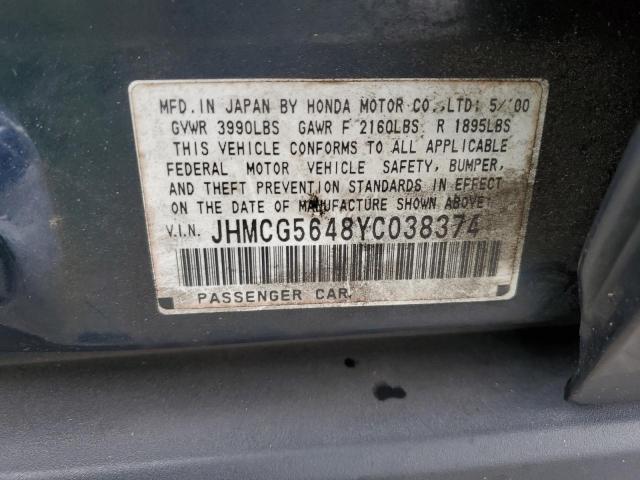 MFD. IN JAPAN BY HONDA MOTOR CO.,LTD: 5/'00
GVWR 3990LBS GAWR F 2160LBS R 1895LBS
THIS VEHICLE CONFORMS TO ALL APPLICABLE
FEDERAL MOTOR VEHICLE SAFETY, BUMPER,
AND THEFT PREVENTION STANDARDS IN EFFECT
ON THE DATE OF MANUFACTURE SHOWN ABOVE
V.I.N. JHMCG5648YC038374
PASSENGER CAR